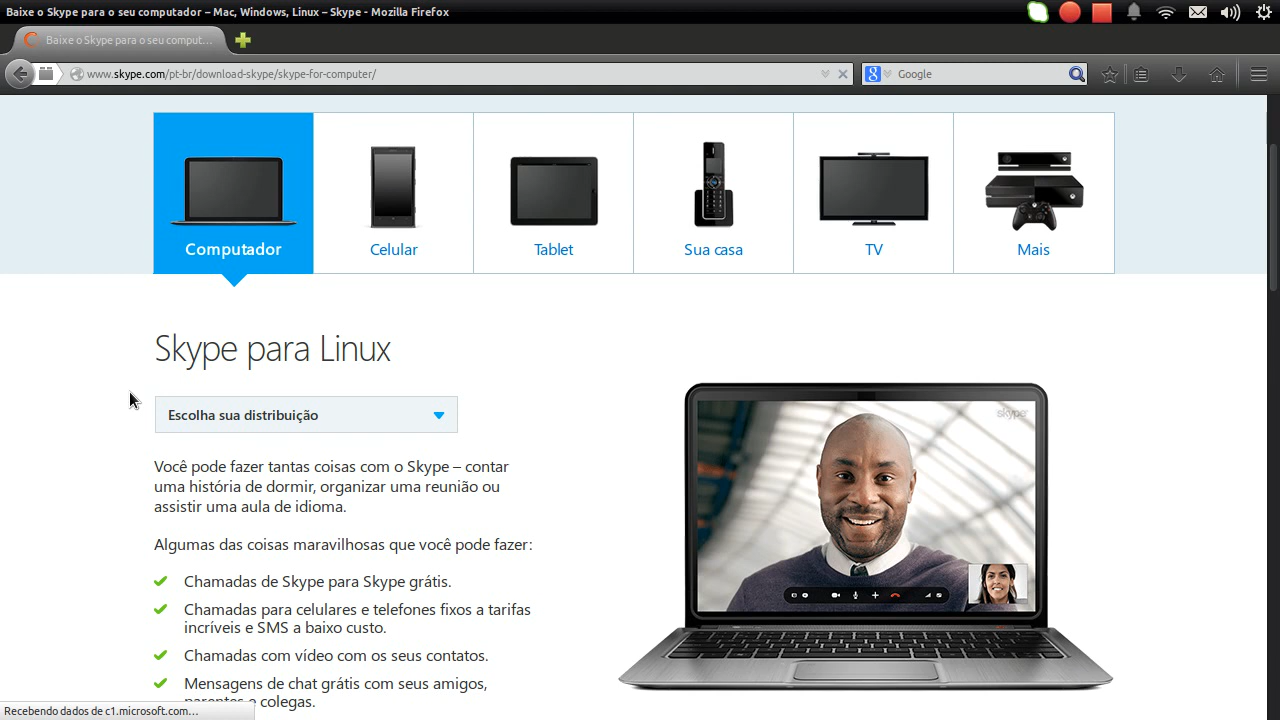 Baixe o Skype para o seu computador – Mac, Windows, Linux – Skype - Mozilla Firefox
Baixe o Skype para o seu comput...
www.skype.com/pt-br/download-skype/skype-for-computer/
Google
Computador
Celular
Tablet
Sua casa
TV
Mais
Skype para Linux
Escolha sua distribuição
skype
Você pode fazer tantas coisas com o Skype – contar
uma história de dormir, organizar uma reunião ou
assistir uma aula de idioma.
Algumas das coisas maravilhosas que você pode fazer:
Chamadas de Skype para Skype grátis.
Chamadas para celulares e telefones fixos a tarifas
incríveis e SMS a baixo custo.
Chamadas com vídeo com os seus contatos.
Mensagens de chat grátis com seus amigos,
parentes e colegas.
Recebendo dados de c1.microsoft.com...